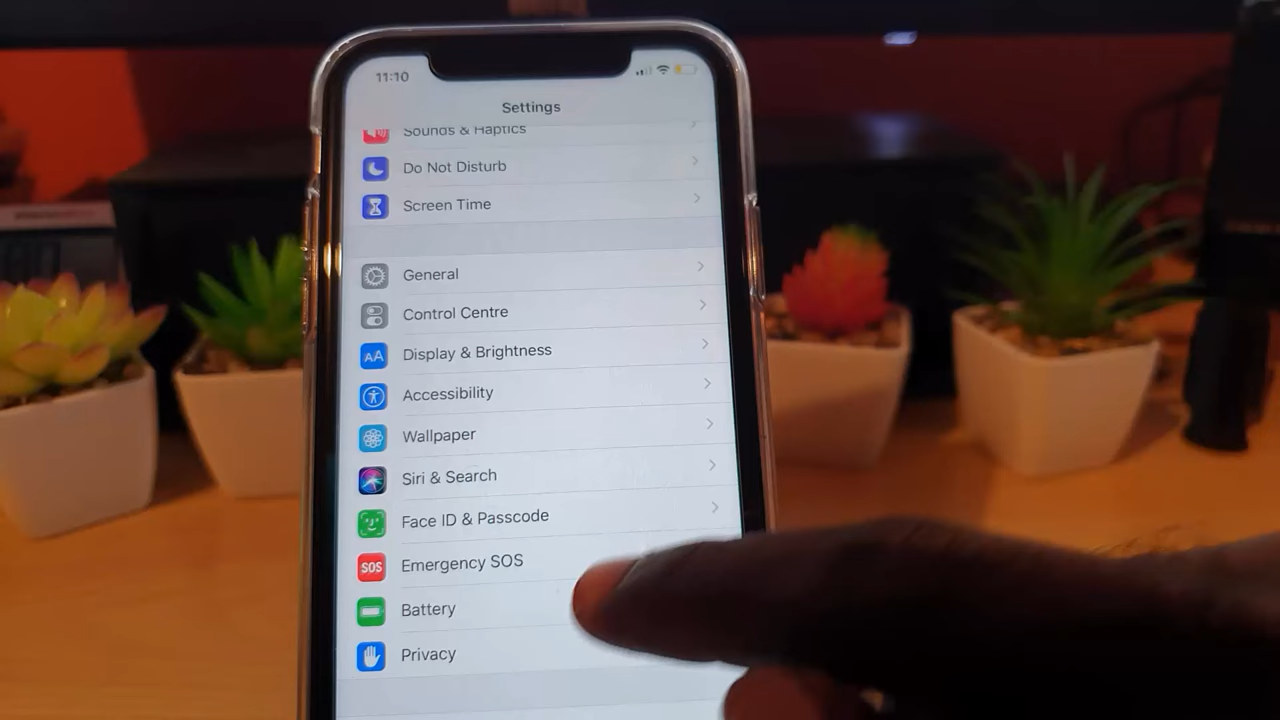 11:10
Settings
Sounds & Haptics
Do Not Disturb
Screen Time
General
Control Centre
AA Display & Brightness
Accessibility
Wallpaper
Siri & Search
Face ID & Passcode
SOS Emergency SOS
Battery
Privacy